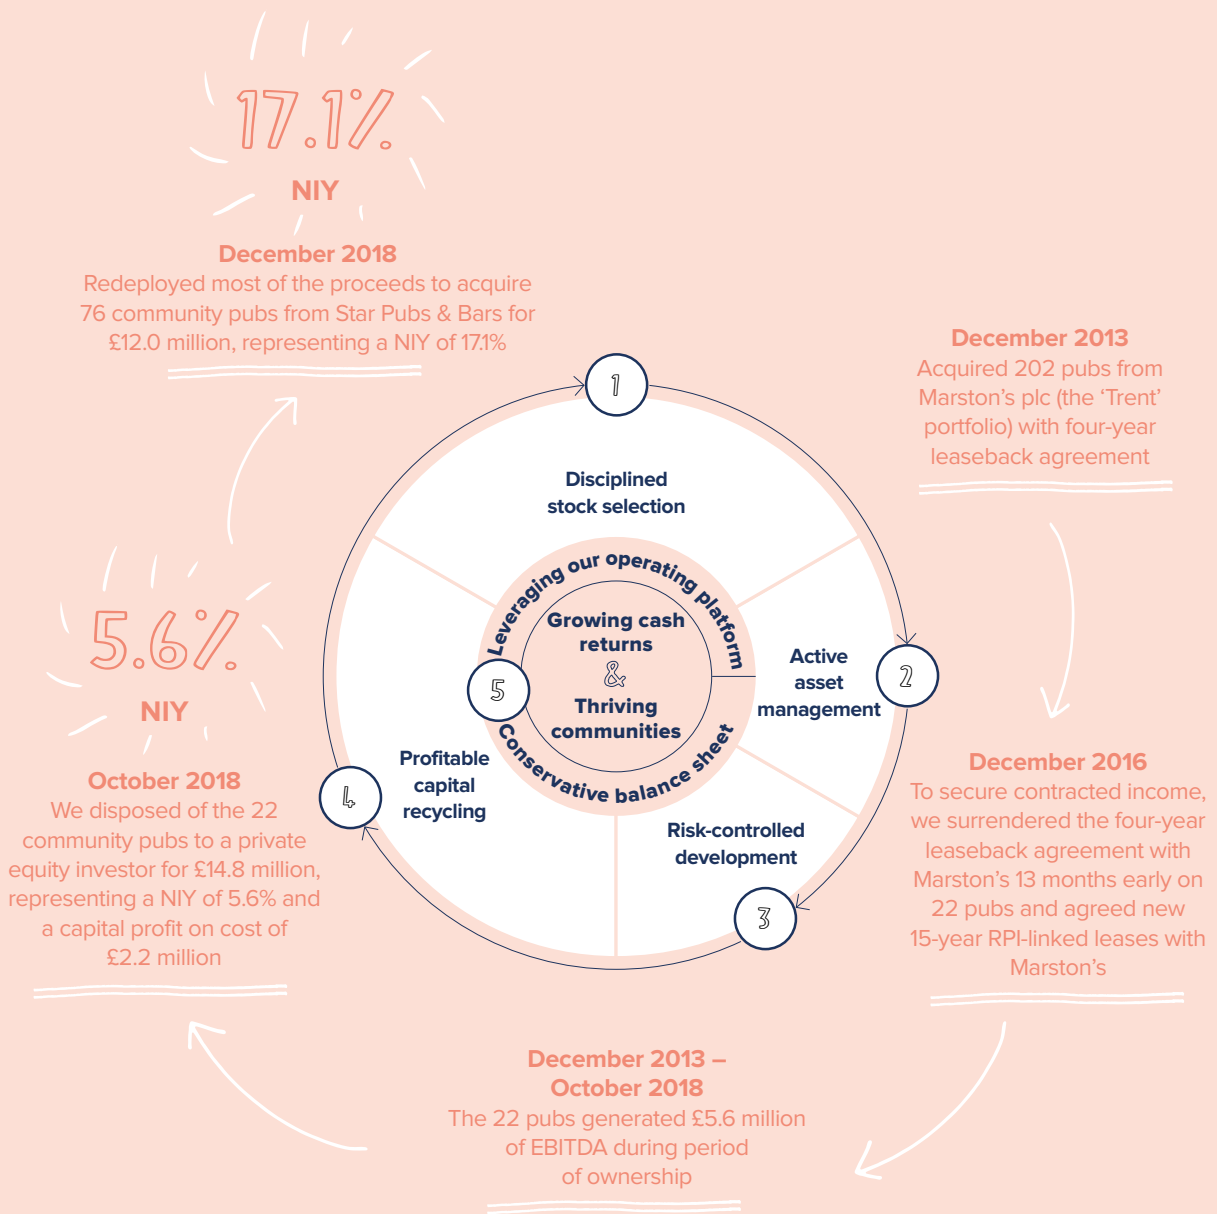 17.1%
NIY
December 2018
Redeployed most of the proceeds to acquire
76 community pubs from Star Pubs & Bars for
£12.0 million, representing a NIY of 17.1%
December 2013
Acquired 202 pubs from
Marston’s plc (the ‘Trent’
portfolio) with four-year
leaseback agreement
December 2016
To secure contracted income,
we surrendered the four-year
leaseback agreement with
Marston’s 13 months early on
22 pubs and agreed new
15-year RPI-linked leases with
Marston’s
December 2013 –
October 2018
The 22 pubs generated £5.6 million
of EBITDA during period
of ownership
5.6%
NIY
October 2018
We disposed of the 22
community pubs to a private
equity investor for £14.8 million,
representing a NIY of 5.6% and
a capital profit on cost of
£2.2 million
1
Disciplined
stock selection
2
Active
asset
management
3
Risk-controlled
development
4
Profitable
capital
recycling
5
Leveraging our operating platform
Growing cash
returns
&
Thriving
communities
Conservative balance sheet